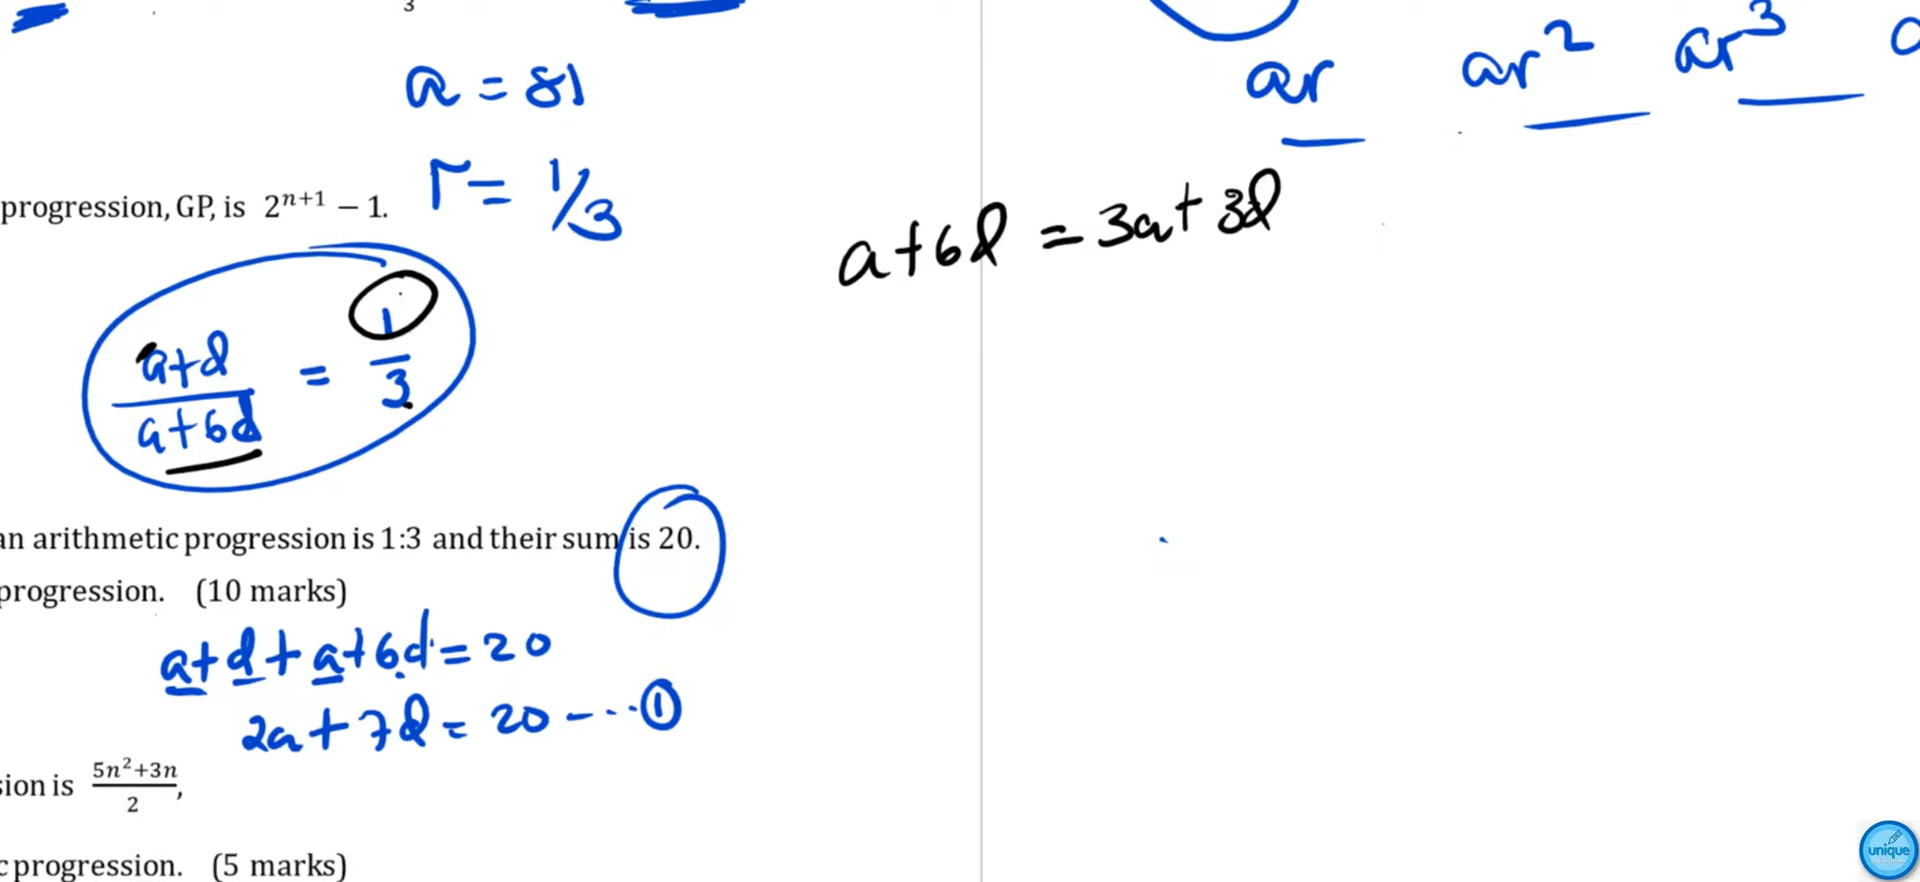 3
a = 81
ar ar² ar³
progression, GP, is 2ⁿ⁺¹ − 1.
r = 1/3
a+6d = 3a+3d
(a+d)/(a+6d) = 1/3
an arithmetic progression is 1:3 and their sum is 20.
progression. (10 marks)
a+d+a+6d = 20
2a+7d = 20 --- ①
sion is (5n²+3n)/2,
c progression. (5 marks)
unique